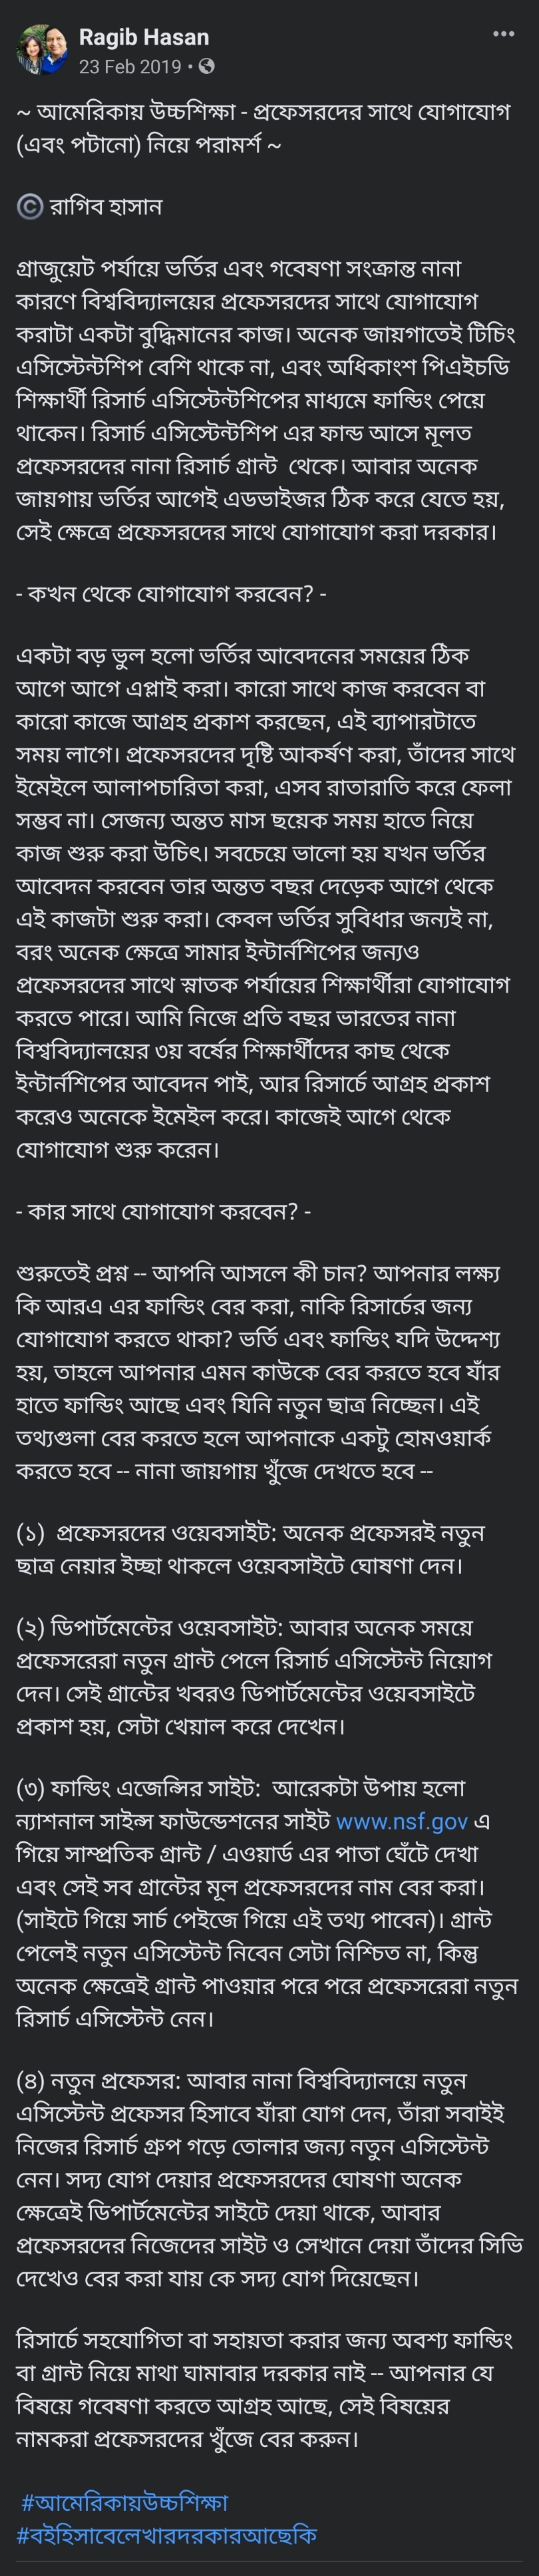 Ragib Hasan
23 Feb 2019 •
~ আমেরিকায় উচ্চশিক্ষা - প্রফেসরদের সাথে যোগাযোগ
(এবং পটানো) নিয়ে পরামর্শ ~
© রাগিব হাসান
গ্রাজুয়েট পর্যায়ে ভর্তির এবং গবেষণা সংক্রান্ত নানা
কারণে বিশ্ববিদ্যালয়ের প্রফেসরদের সাথে যোগাযোগ
করাটা একটা বুদ্ধিমানের কাজ। অনেক জায়গাতেই টিচিং
এসিস্টেন্টশিপ বেশি থাকে না, এবং অধিকাংশ পিএইচডি
শিক্ষার্থী রিসার্চ এসিস্টেন্টশিপের মাধ্যমে ফান্ডিং পেয়ে
থাকেন। রিসার্চ এসিস্টেন্টশিপ এর ফান্ড আসে মূলত
প্রফেসরদের নানা রিসার্চ গ্রান্ট থেকে। আবার অনেক
জায়গায় ভর্তির আগেই এডভাইজর ঠিক করে যেতে হয়,
সেই ক্ষেত্রে প্রফেসরদের সাথে যোগাযোগ করা দরকার।
- কখন থেকে যোগাযোগ করবেন? -
একটা বড় ভুল হলো ভর্তির আবেদনের সময়ের ঠিক
আগে আগে এপ্লাই করা। কারো সাথে কাজ করবেন বা
কারো কাজে আগ্রহ প্রকাশ করছেন, এই ব্যাপারটাতে
সময় লাগে। প্রফেসরদের দৃষ্টি আকর্ষণ করা, তাঁদের সাথে
ইমেইলে আলাপচারিতা করা, এসব রাতারাতি করে ফেলা
সম্ভব না। সেজন্য অন্তত মাস ছয়েক সময় হাতে নিয়ে
কাজ শুরু করা উচিৎ। সবচেয়ে ভালো হয় যখন ভর্তির
আবেদন করবেন তার অন্তত বছর দেড়েক আগে থেকে
এই কাজটা শুরু করা। কেবল ভর্তির সুবিধার জন্যই না,
বরং অনেক ক্ষেত্রে সামার ইন্টার্নশিপের জন্যও
প্রফেসরদের সাথে স্নাতক পর্যায়ের শিক্ষার্থীরা যোগাযোগ
করতে পারে। আমি নিজে প্রতি বছর ভারতের নানা
বিশ্ববিদ্যালয়ের ৩য় বর্ষের শিক্ষার্থীদের কাছ থেকে
ইন্টার্নশিপের আবেদন পাই, আর রিসার্চে আগ্রহ প্রকাশ
করেও অনেকে ইমেইল করে। কাজেই আগে থেকে
যোগাযোগ শুরু করেন।
- কার সাথে যোগাযোগ করবেন? -
শুরুতেই প্রশ্ন -- আপনি আসলে কী চান? আপনার লক্ষ্য
কি আরএ এর ফান্ডিং বের করা, নাকি রিসার্চের জন্য
যোগাযোগ করতে থাকা? ভর্তি এবং ফান্ডিং যদি উদ্দেশ্য
হয়, তাহলে আপনার এমন কাউকে বের করতে হবে যাঁর
হাতে ফান্ডিং আছে এবং যিনি নতুন ছাত্র নিচ্ছেন। এই
তথ্যগুলা বের করতে হলে আপনাকে একটু হোমওয়ার্ক
করতে হবে -- নানা জায়গায় খুঁজে দেখতে হবে --
(১) প্রফেসরদের ওয়েবসাইট: অনেক প্রফেসরই নতুন
ছাত্র নেয়ার ইচ্ছা থাকলে ওয়েবসাইটে ঘোষণা দেন।
(২) ডিপার্টমেন্টের ওয়েবসাইট: আবার অনেক সময়ে
প্রফেসরেরা নতুন গ্রান্ট পেলে রিসার্চ এসিস্টেন্ট নিয়োগ
দেন। সেই গ্রান্টের খবরও ডিপার্টমেন্টের ওয়েবসাইটে
প্রকাশ হয়, সেটা খেয়াল করে দেখেন।
(৩) ফান্ডিং এজেন্সির সাইট: আরেকটা উপায় হলো
ন্যাশনাল সাইন্স ফাউন্ডেশনের সাইট www.nsf.gov এ
গিয়ে সাম্প্রতিক গ্রান্ট / এওয়ার্ড এর পাতা ঘেঁটে দেখা
এবং সেই সব গ্রান্টের মূল প্রফেসরদের নাম বের করা।
(সাইটে গিয়ে সার্চ পেইজে গিয়ে এই তথ্য পাবেন)। গ্রান্ট
পেলেই নতুন এসিস্টেন্ট নিবেন সেটা নিশ্চিত না, কিন্তু
অনেক ক্ষেত্রেই গ্রান্ট পাওয়ার পরে পরে প্রফেসরেরা নতুন
রিসার্চ এসিস্টেন্ট নেন।
(৪) নতুন প্রফেসর: আবার নানা বিশ্ববিদ্যালয়ে নতুন
এসিস্টেন্ট প্রফেসর হিসাবে যাঁরা যোগ দেন, তাঁরা সবাইই
নিজের রিসার্চ গ্রুপ গড়ে তোলার জন্য নতুন এসিস্টেন্ট
নেন। সদ্য যোগ দেয়ার প্রফেসরদের ঘোষণা অনেক
ক্ষেত্রেই ডিপার্টমেন্টের সাইটে দেয়া থাকে, আবার
প্রফেসরদের নিজেদের সাইট ও সেখানে দেয়া তাঁদের সিভি
দেখেও বের করা যায় কে সদ্য যোগ দিয়েছেন।
রিসার্চে সহযোগিতা বা সহায়তা করার জন্য অবশ্য ফান্ডিং
বা গ্রান্ট নিয়ে মাথা ঘামাবার দরকার নাই -- আপনার যে
বিষয়ে গবেষণা করতে আগ্রহ আছে, সেই বিষয়ের
নামকরা প্রফেসরদের খুঁজে বের করুন।
#আমেরিকায়উচ্চশিক্ষা
#বইহিসাবেলেখারদরকারআছেকি